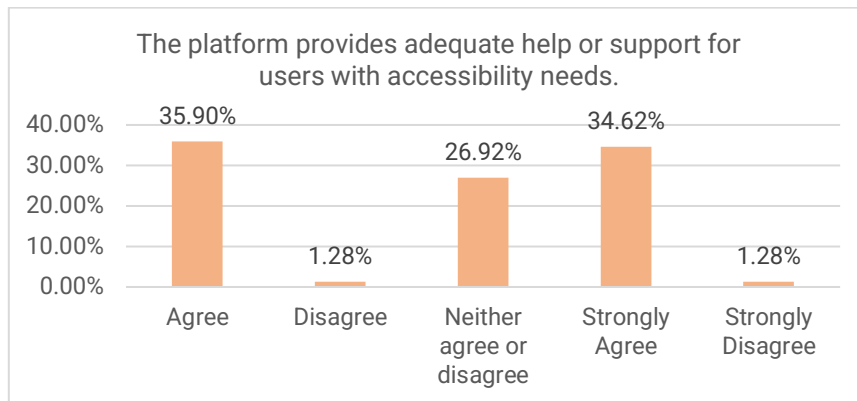 The platform provides adequate help or support for
users with accessibility needs.
40.00%
30.00%
20.00%
10.00%
0.00%
35.90%
1.28%
26.92%
34.62%
1.28%
Agree
Disagree
Neither
agree or
disagree
Strongly
Agree
Strongly
Disagree